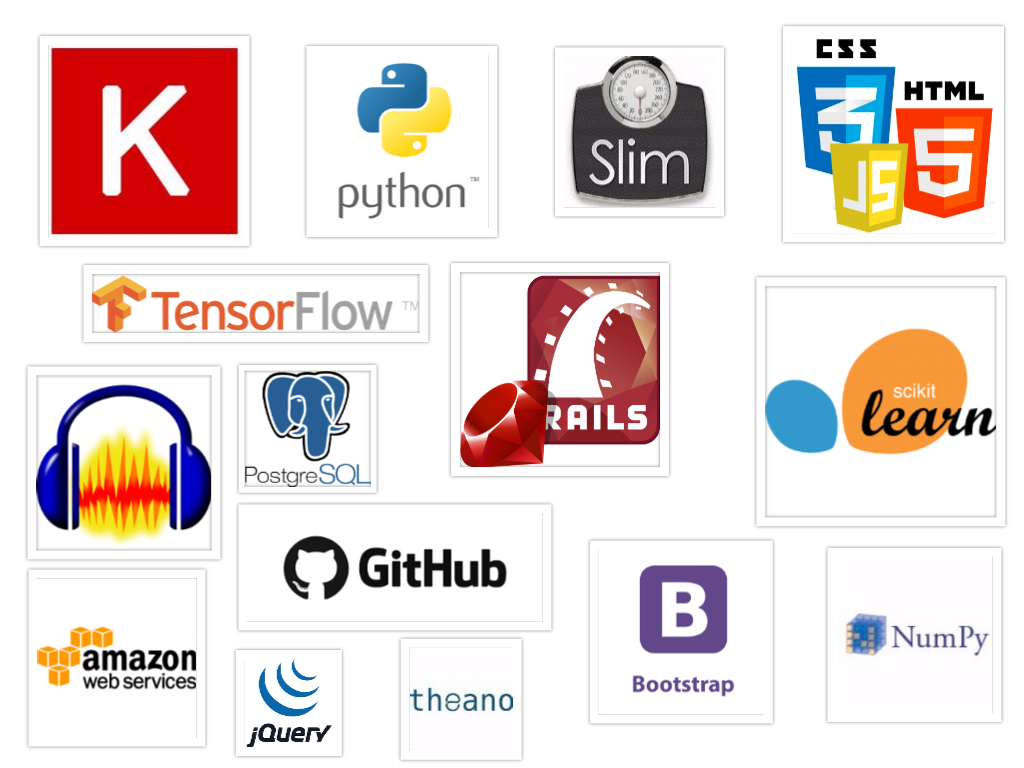 K
python™
Slim
CSS
3
HTML
5
JS
TensorFlow™
RAILS
scikit
learn
PostgreSQL
GitHub
amazon
web services
B
Bootstrap
NumPy
jQuery
theano